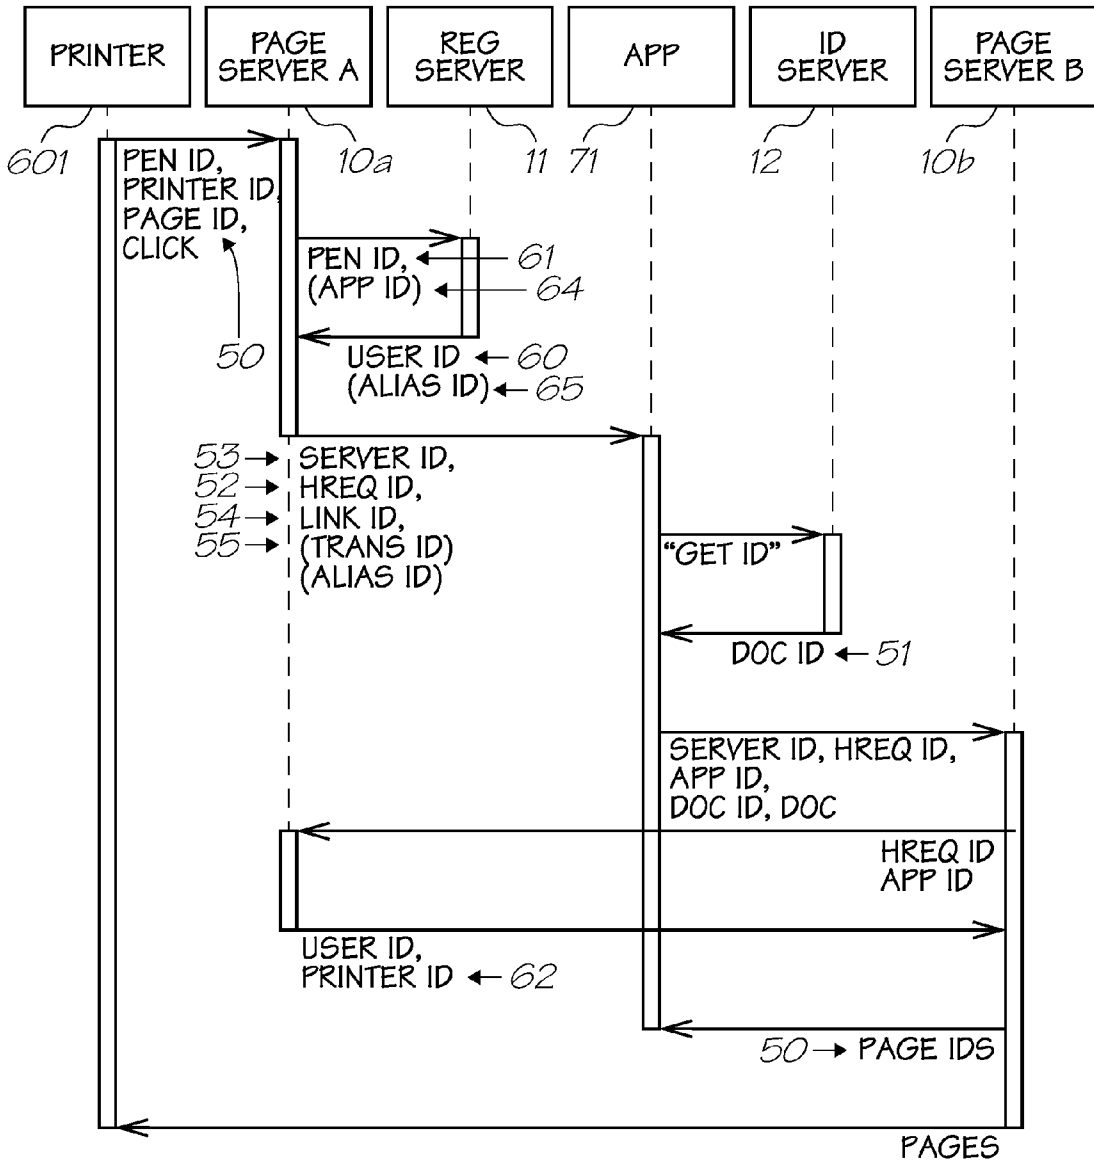 PRINTER
PAGE
SERVER A
REG
SERVER
APP
ID
SERVER
PAGE
SERVER B
601
10a
11
71
12
10b
PEN ID,
PRINTER ID,
PAGE ID,
CLICK
50
PEN ID,
61
(APP ID)
64
USER ID
60
(ALIAS ID)
65
53
SERVER ID,
52
HREQ ID,
54
LINK ID,
55
(TRANS ID)
(ALIAS ID)
"GET ID"
DOC ID
51
SERVER ID, HREQ ID,
APP ID,
DOC ID, DOC
HREQ ID
APP ID
USER ID,
PRINTER ID
62
50
PAGE IDS
PAGES